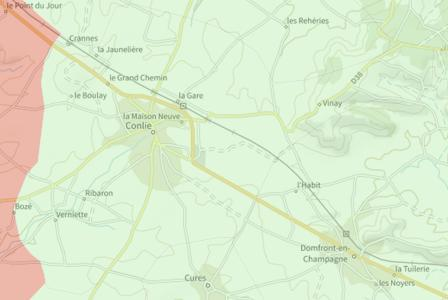 le Point du Jour
Crannes
les Rehéries
la Jaunelière
le Grand Chemin
D38
le Boulay
la Gare
Vinay
la Maison Neuve
Conlie
l'Habit
Ribaron
Bozé
Verniette
Domfront-en-
Champagne
la Tuilerie
Cures
les Noyers